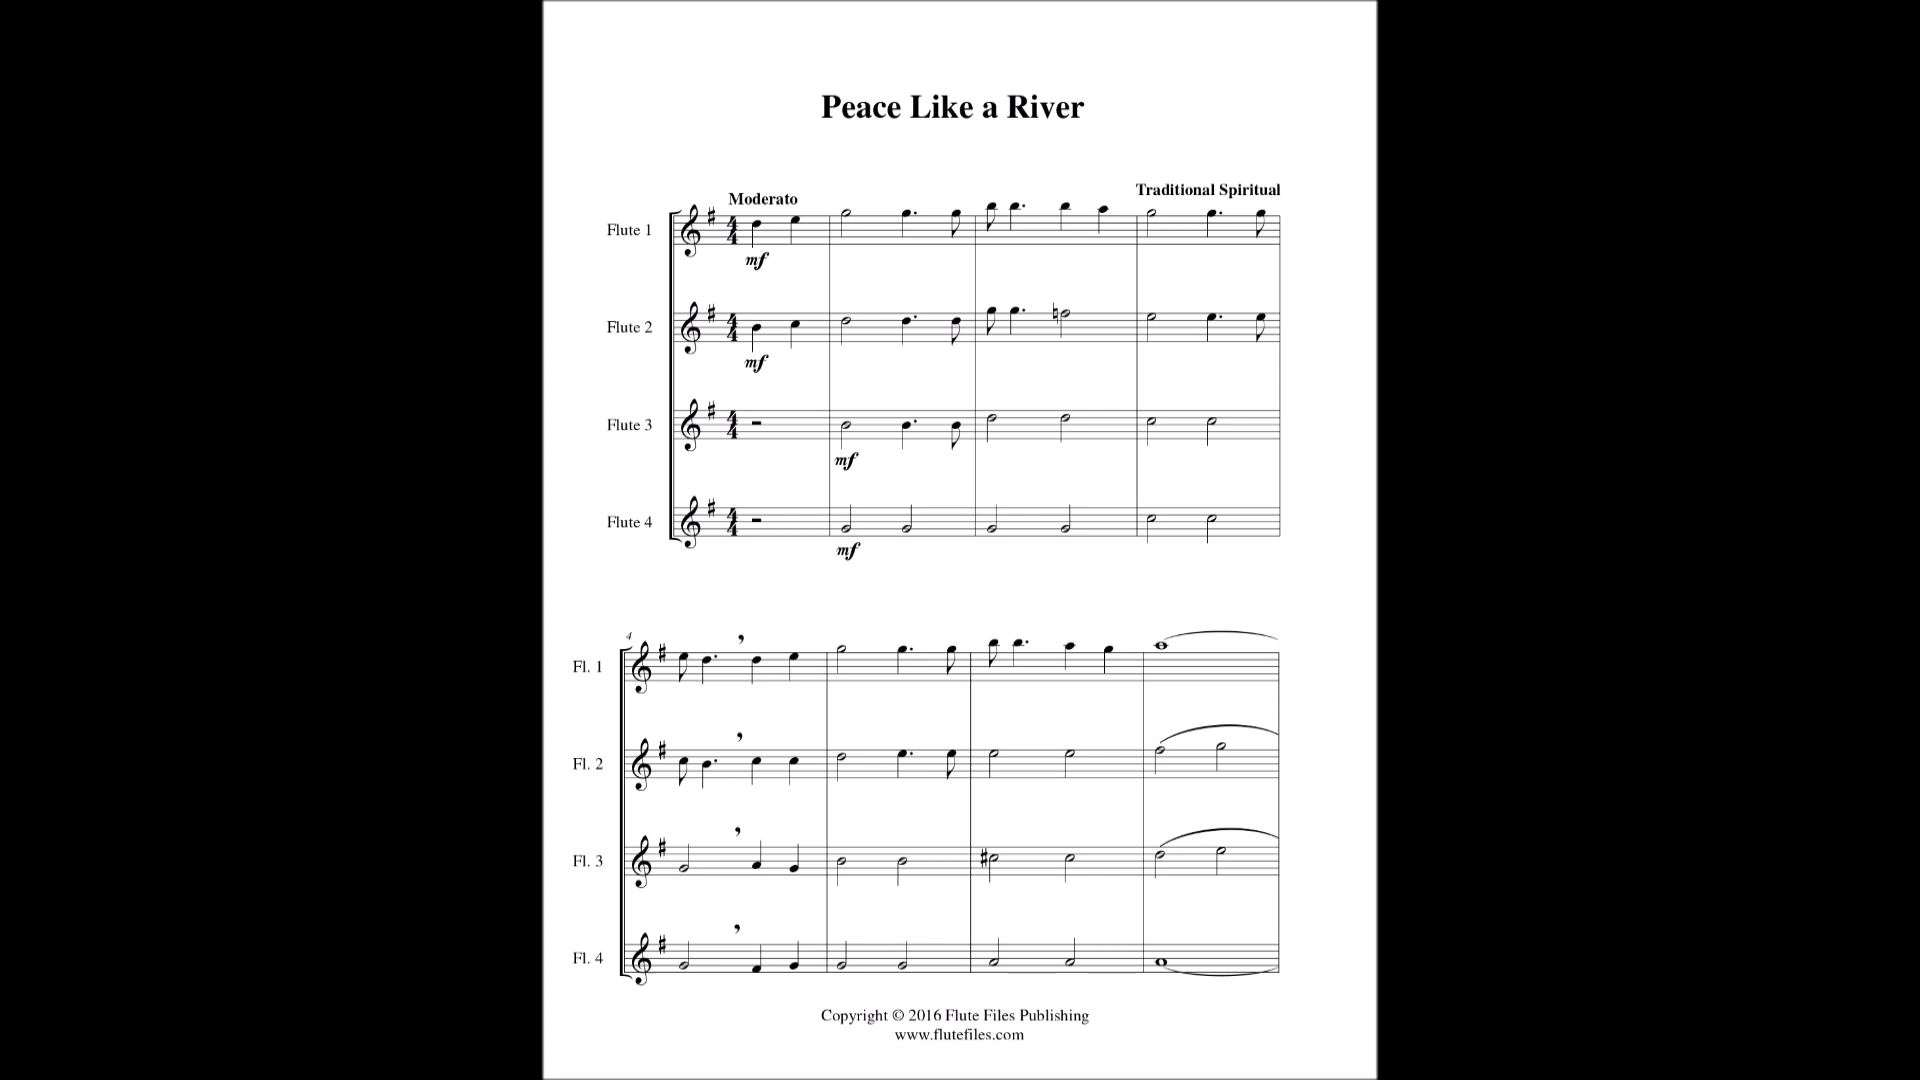 Peace Like a River
Traditional Spiritual
Moderato
Flute 1
mf
Flute 2
mf
Flute 3
mf
Flute 4
mf
4
Fl. 1
Fl. 2
Fl. 3
Fl. 4
Copyright © 2016 Flute Files Publishing
www.flutefiles.com